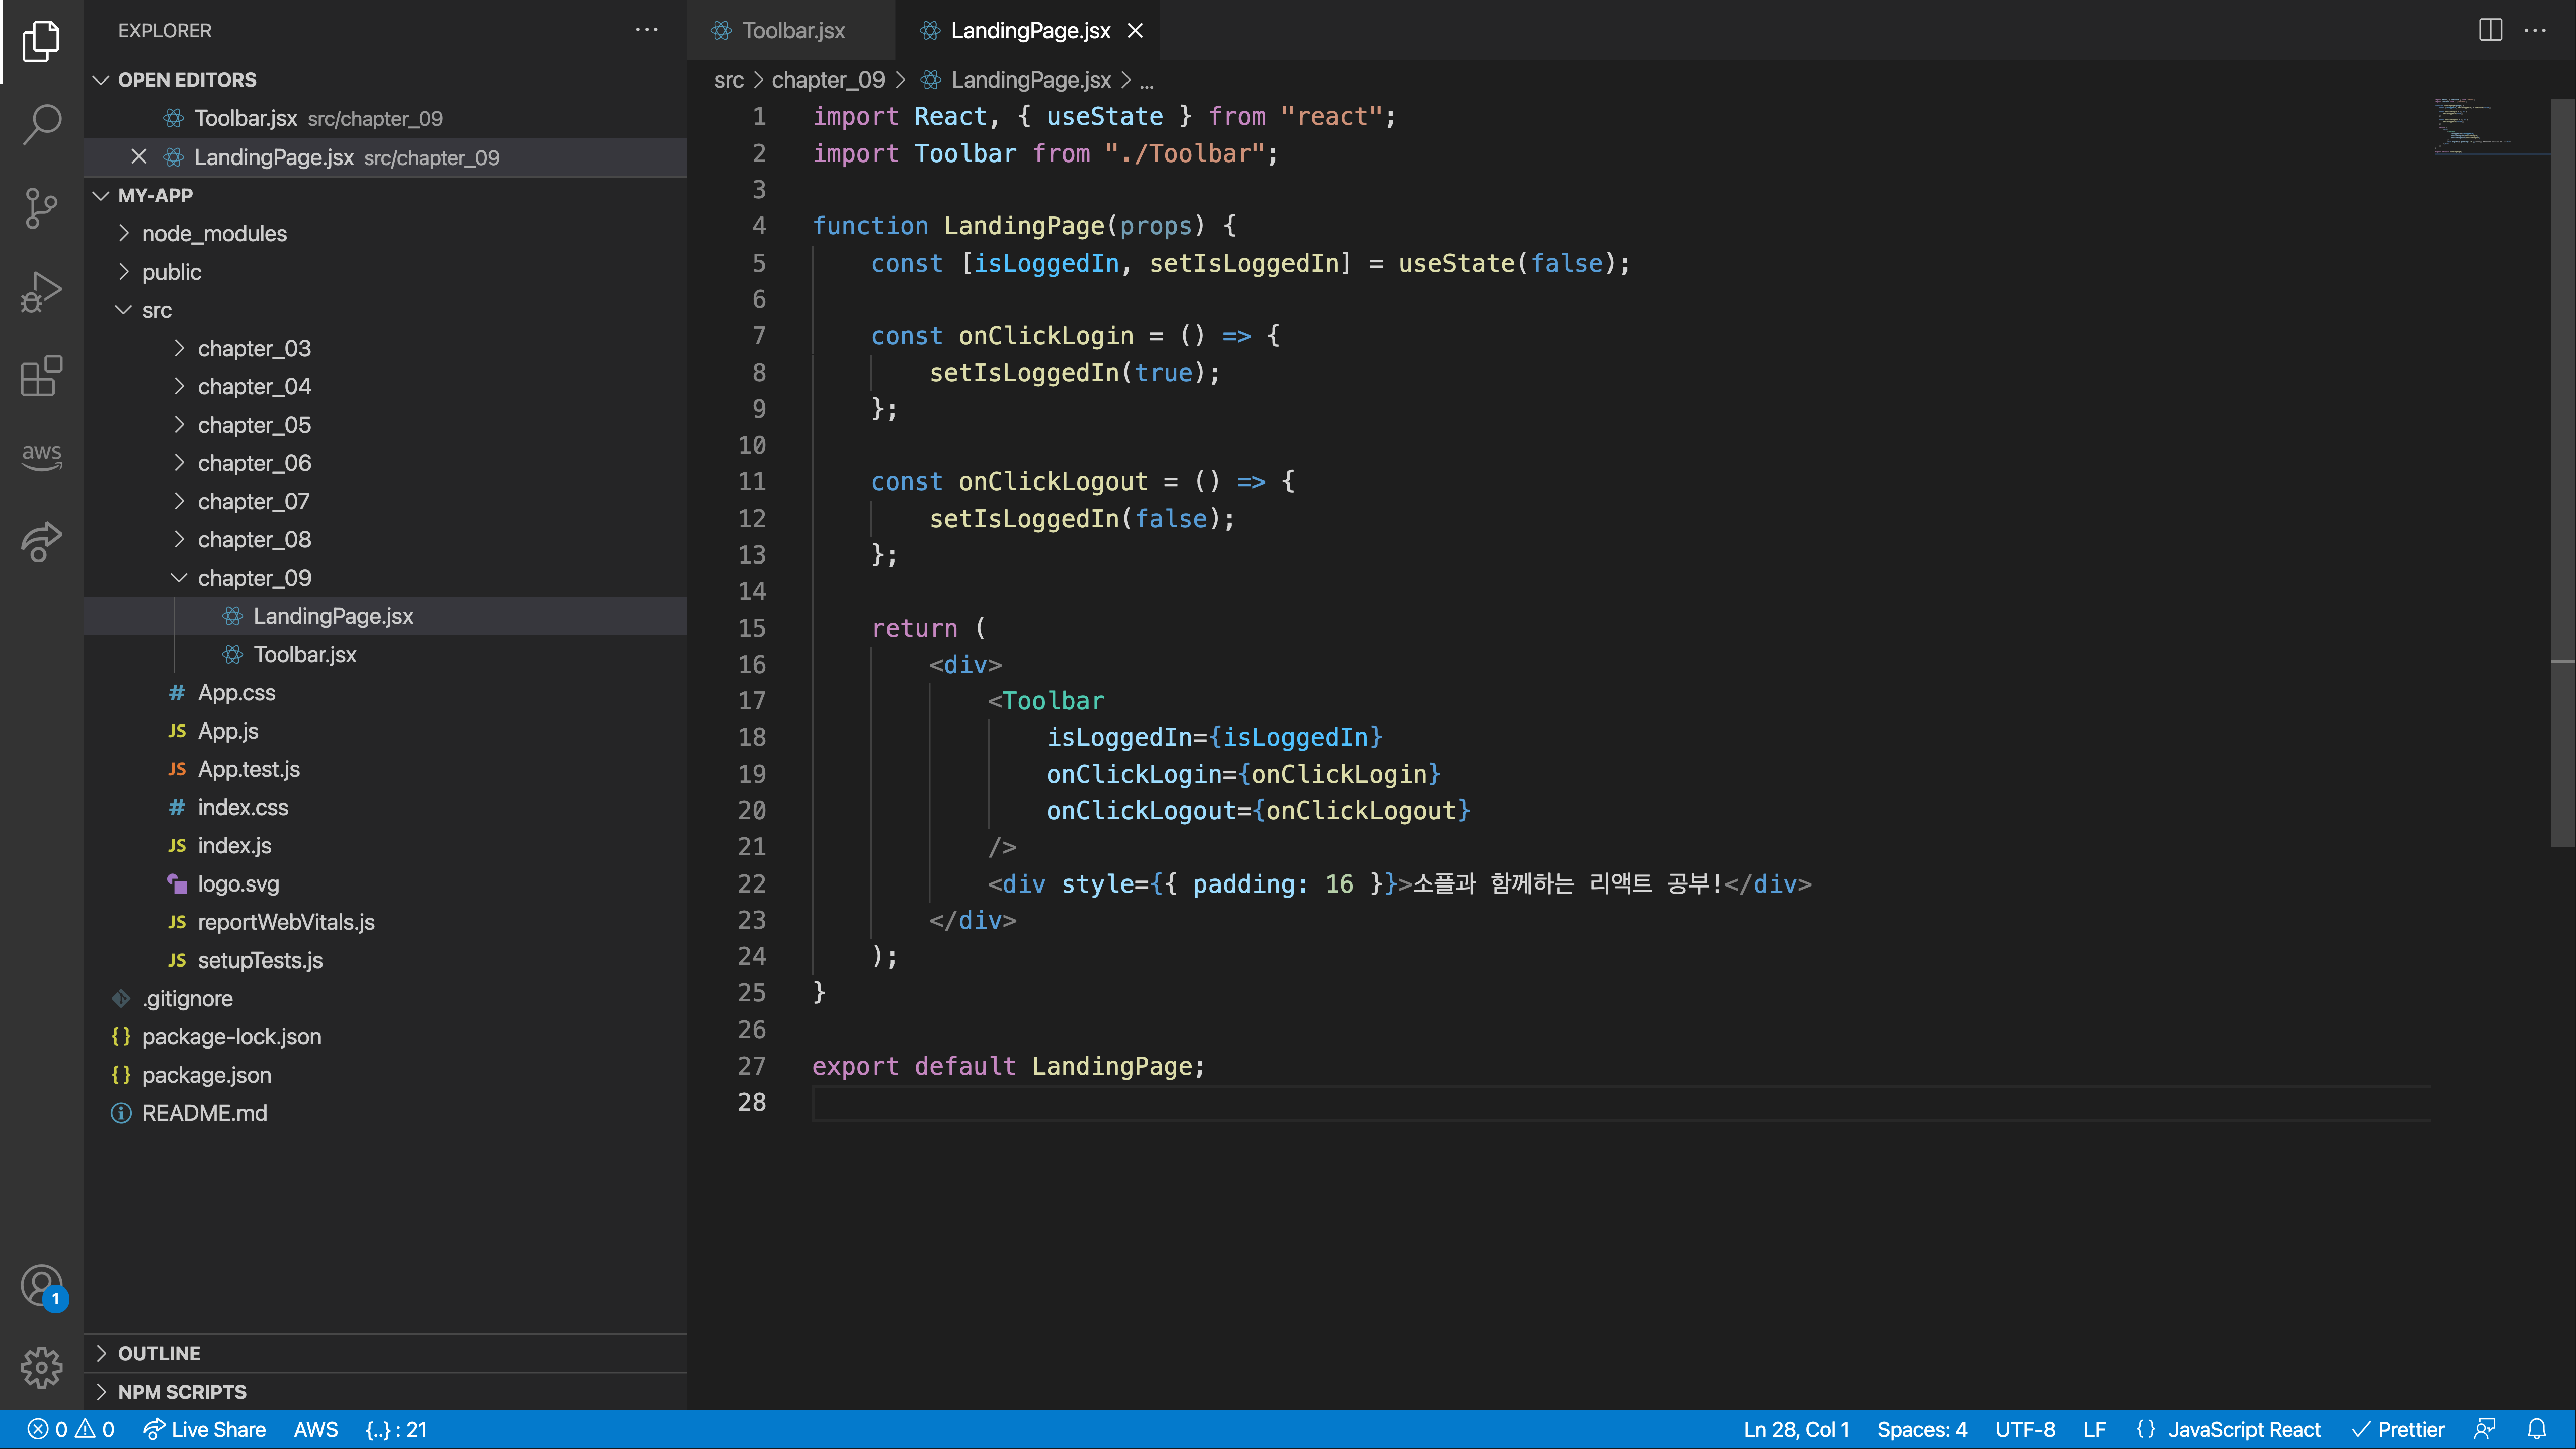 EXPLORER
OPEN EDITORS
Toolbar.jsx src/chapter_09
LandingPage.jsx src/chapter_09
MY-APP
node_modules
public
src
chapter_03
chapter_04
chapter_05
chapter_06
chapter_07
chapter_08
chapter_09
LandingPage.jsx
Toolbar.jsx
# App.css
JS App.js
JS App.test.js
# index.css
JS index.js
logo.svg
JS reportWebVitals.js
JS setupTests.js
.gitignore
{} package-lock.json
{} package.json
README.md
OUTLINE
NPM SCRIPTS
aws
1
Toolbar.jsx LandingPage.jsx
src > chapter_09 > LandingPage.jsx > ...
1 import React, { useState } from "react";
2 import Toolbar from "./Toolbar";
3
4 function LandingPage(props) {
5 const [isLoggedIn, setIsLoggedIn] = useState(false);
6
7 const onClickLogin = () => {
8 setIsLoggedIn(true);
9 };
10
11 const onClickLogout = () => {
12 setIsLoggedIn(false);
13 };
14
15 return (
16 <div>
17 <Toolbar
18 isLoggedIn={isLoggedIn}
19 onClickLogin={onClickLogin}
20 onClickLogout={onClickLogout}
21 />
22 <div style={{ padding: 16 }}>소플과 함께하는 리액트 공부!</div>
23 </div>
24 );
25 }
26
27 export default LandingPage;
28
0 0 Live Share AWS {..} : 21 Ln 28, Col 1 Spaces: 4 UTF-8 LF {} JavaScript React Prettier